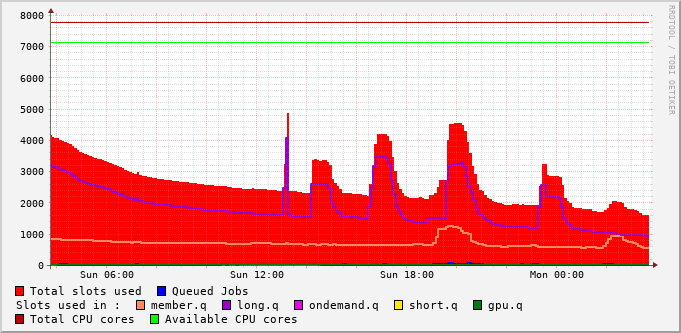 8000
7000
6000
5000
4000
3000
2000
1000
0
Sun 06:00 Sun 12:00 Sun 18:00 Mon 00:00
RRDTOOL / TOBI OETIKER
Total slots used Queued Jobs
Slots used in : member.q long.q ondemand.q short.q gpu.q
Total CPU cores Available CPU cores